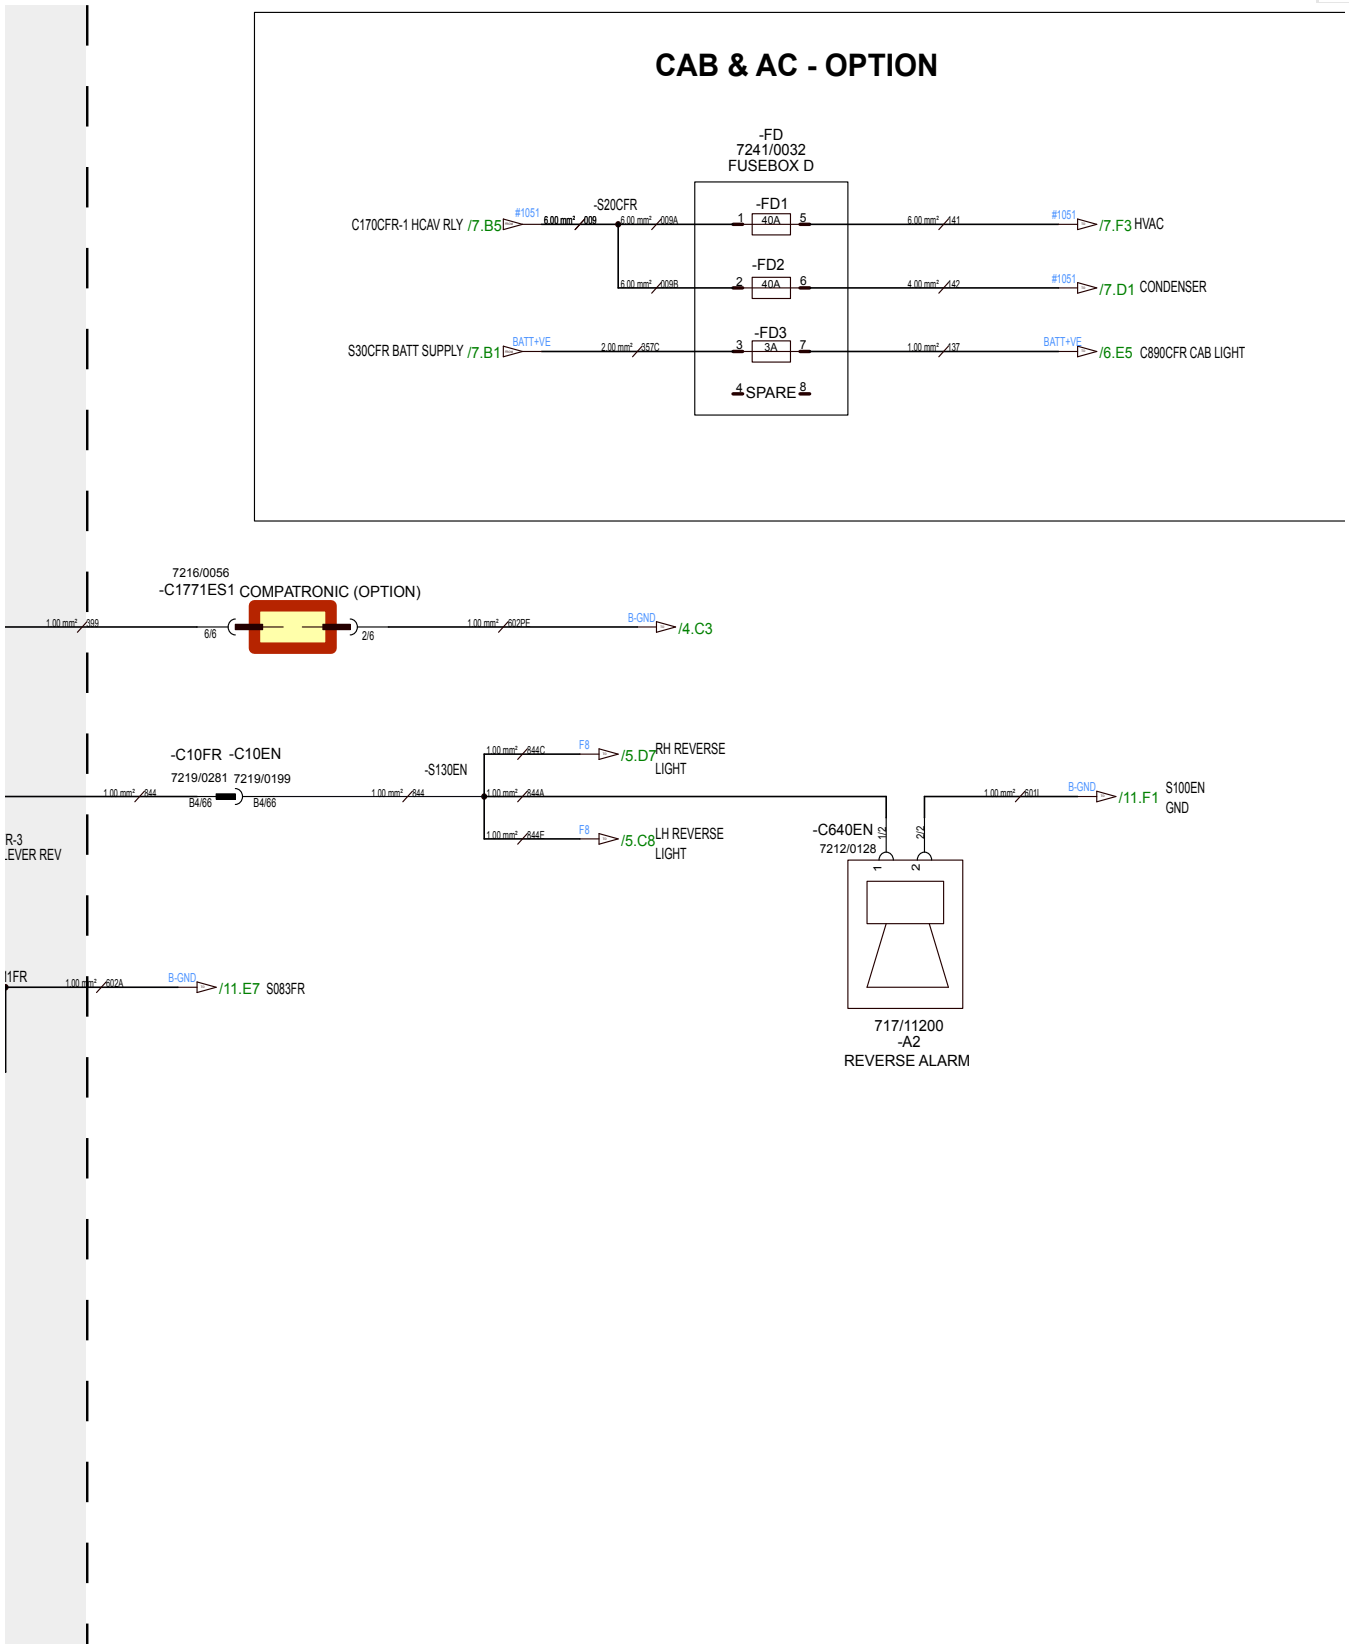 CAB & AC - OPTION
-FD
7241/0032
FUSEBOX D
C170CFR-1 HCAV RLY /7.B5
#1051
6.00 mm² 009
-S20CFR
6.00 mm² 009A
1
-FD1
40A
5
6.00 mm² 141
#1051
/7.F3 HVAC
6.00 mm² 009B
2
-FD2
40A
6
4.00 mm² 142
#1051
/7.D1 CONDENSER
S30CFR BATT SUPPLY /7.B1
BATT+VE
2.00 mm² 357C
3
-FD3
3A
7
1.00 mm² 137
BATT+VE
/6.E5 C890CFR CAB LIGHT
4 SPARE 8
7216/0056
-C1771ES1 COMPATRONIC (OPTION)
1.00 mm² 399
6/6
2/6
1.00 mm² 602PE
B-GND
/4.C3
-C10FR -C10EN
7219/0281 7219/0199
1.00 mm² 844
B4/66
B4/66
1.00 mm² 844
-S130EN
1.00 mm² 844C
F8
/5.D7 RH REVERSE
LIGHT
1.00 mm² 844A
1.00 mm² 844E
F8
/5.C8 LH REVERSE
LIGHT
-C640EN
7212/0128
1/2
2/2
1
2
1.00 mm² 601L
B-GND
/11.F1
S100EN
GND
R-3
LEVER REV
1FR
1.00 mm² 602A
B-GND
/11.E7 S083FR
717/11200
-A2
REVERSE ALARM